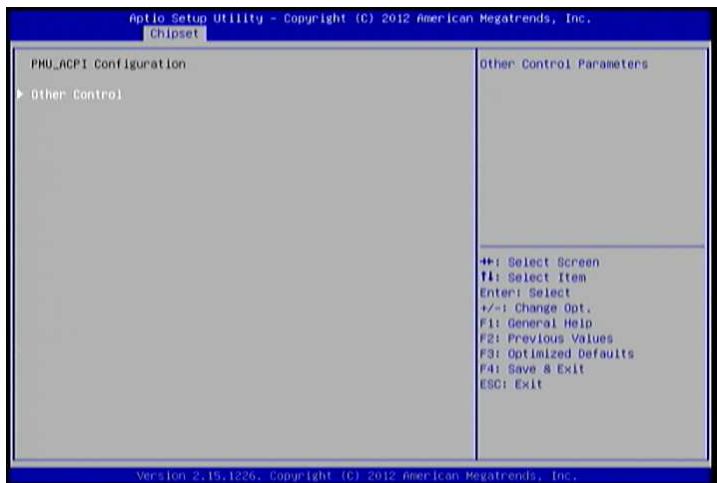 Aptio Setup Utility - Copyright (C) 2012 American Megatrends, Inc.
Chipset
PMU_ACPI Configuration
Other Control
Other Control Parameters
↔: Select Screen
↑↓: Select Item
Enter: Select
+/-: Change Opt.
F1: General Help
F2: Previous Values
F3: Optimized Defaults
F4: Save & Exit
ESC: Exit
Version 2.15.1226. Copyright (C) 2012 American Megatrends, Inc.